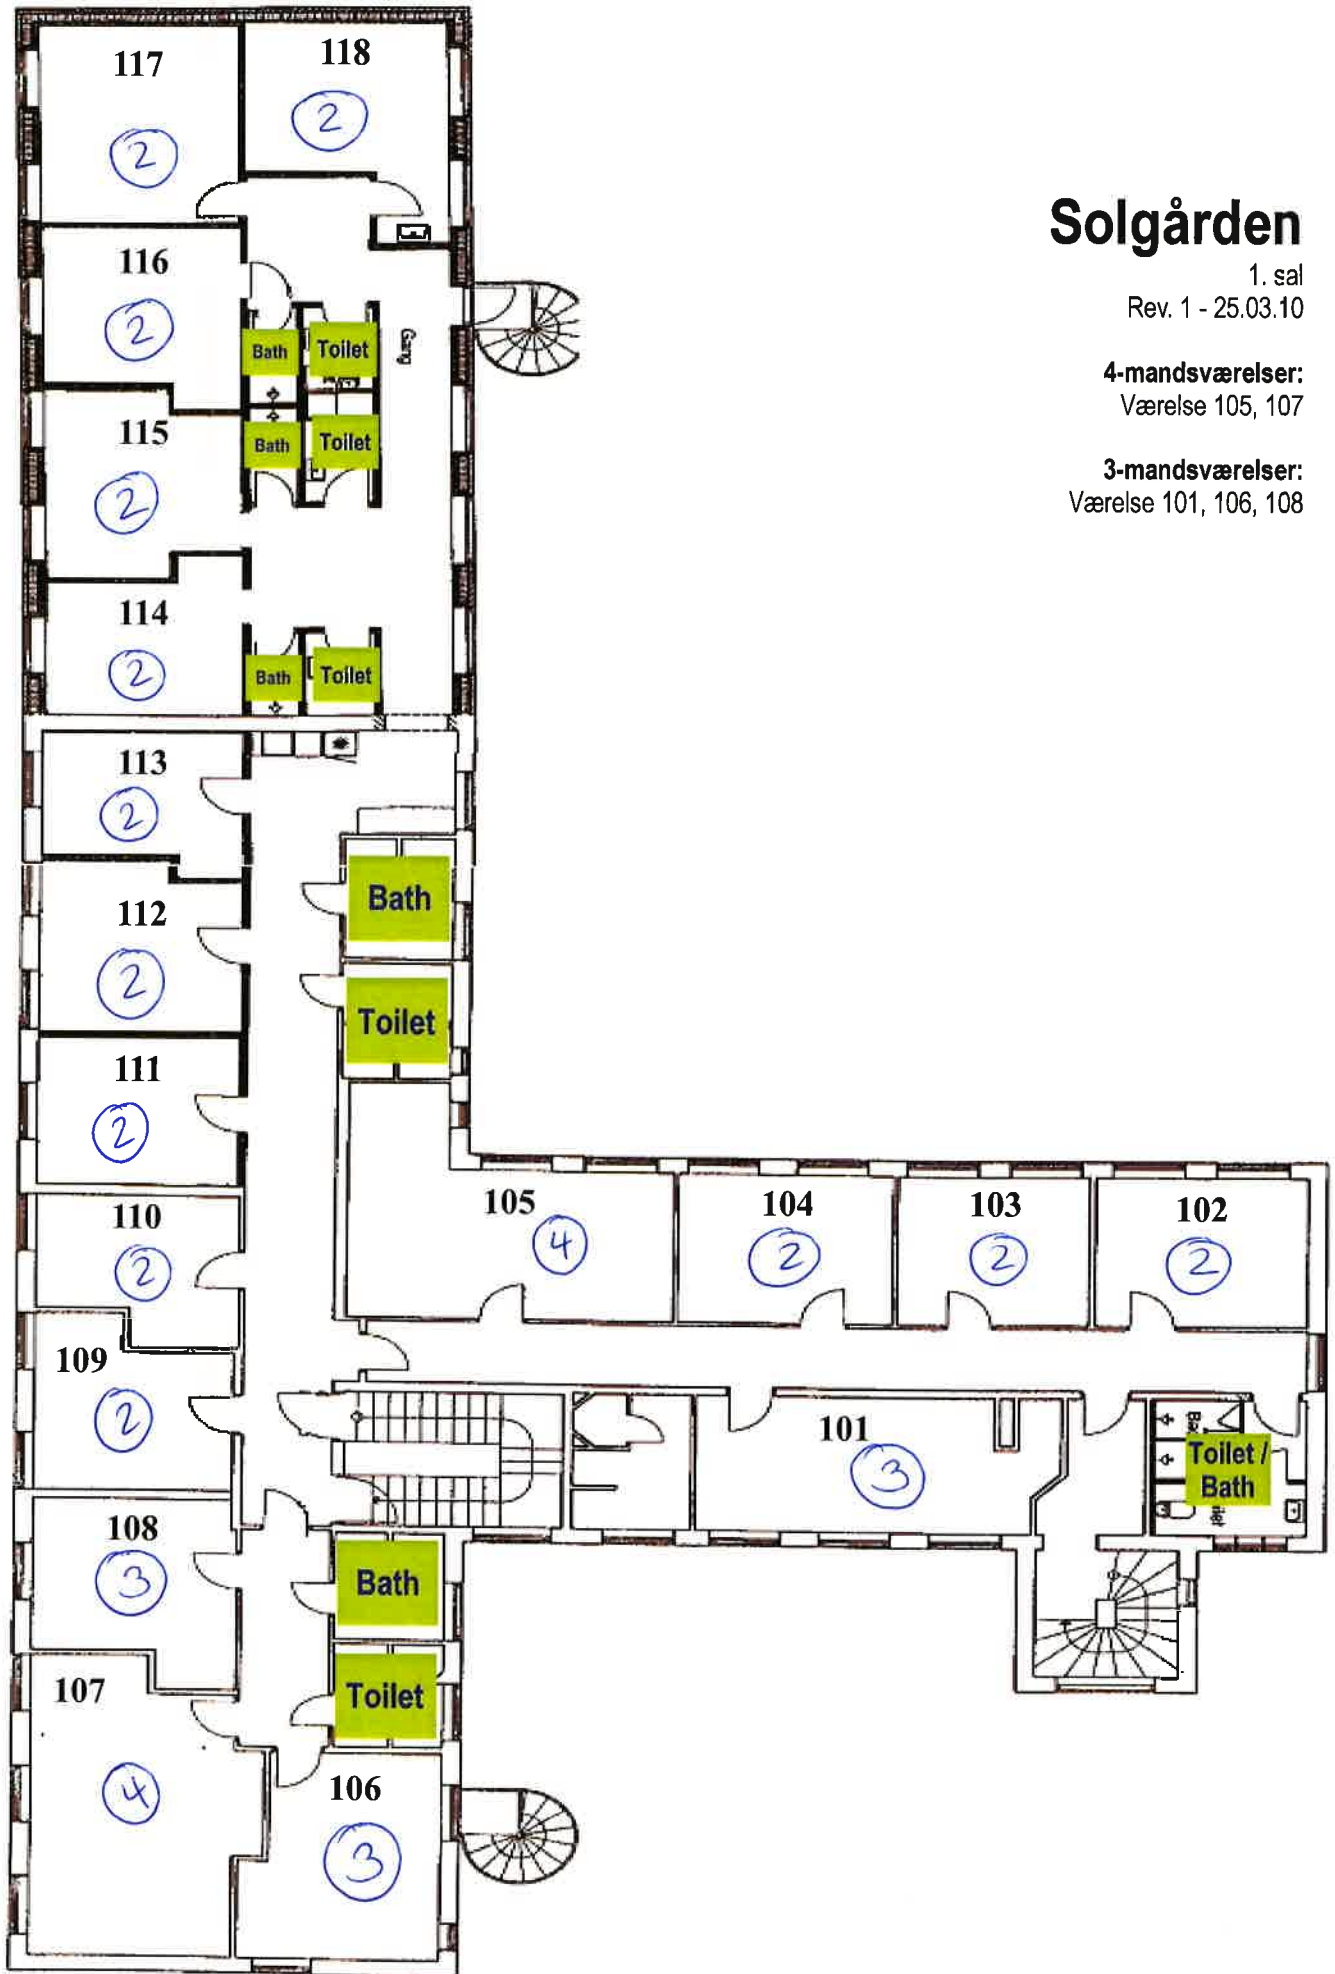 117
118
2
2
Solgården
1. sal
Rev. 1 - 25.03.10
4-mandsværelser:
Værelse 105, 107
3-mandsværelser:
Værelse 101, 106, 108
116
2
Bath
Toilet
Gang
115
2
Bath
Toilet
114
2
Bath
Toilet
113
2
Bath
112
2
Toilet
111
2
105
4
104
2
103
2
102
2
110
2
109
2
101
3
Toilet /
Bath
108
3
Bath
107
4
Toilet
106
3